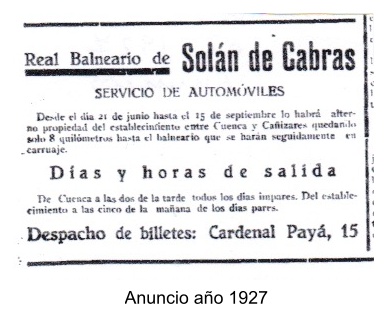 Real Balneario de Solán de Cabras
SERVICIO DE AUTOMÓVILES
Desde el dia 21 de junio hasta el 15 de septiembre lo habrá alter-
no propiedad del establecimiento entre Cuenca y Cañizares quedando
solo 8 quilómetros hasta el balneario que se harán seguidamente en
carruaje.
Días y horas de salida
De Cuenca a las dos de la tarde todos los dias impares. Del estable-
cimiento a las cinco de la mañana de los dias pares.
Despacho de billetes: Cardenal Payá, 15
Anuncio año 1927